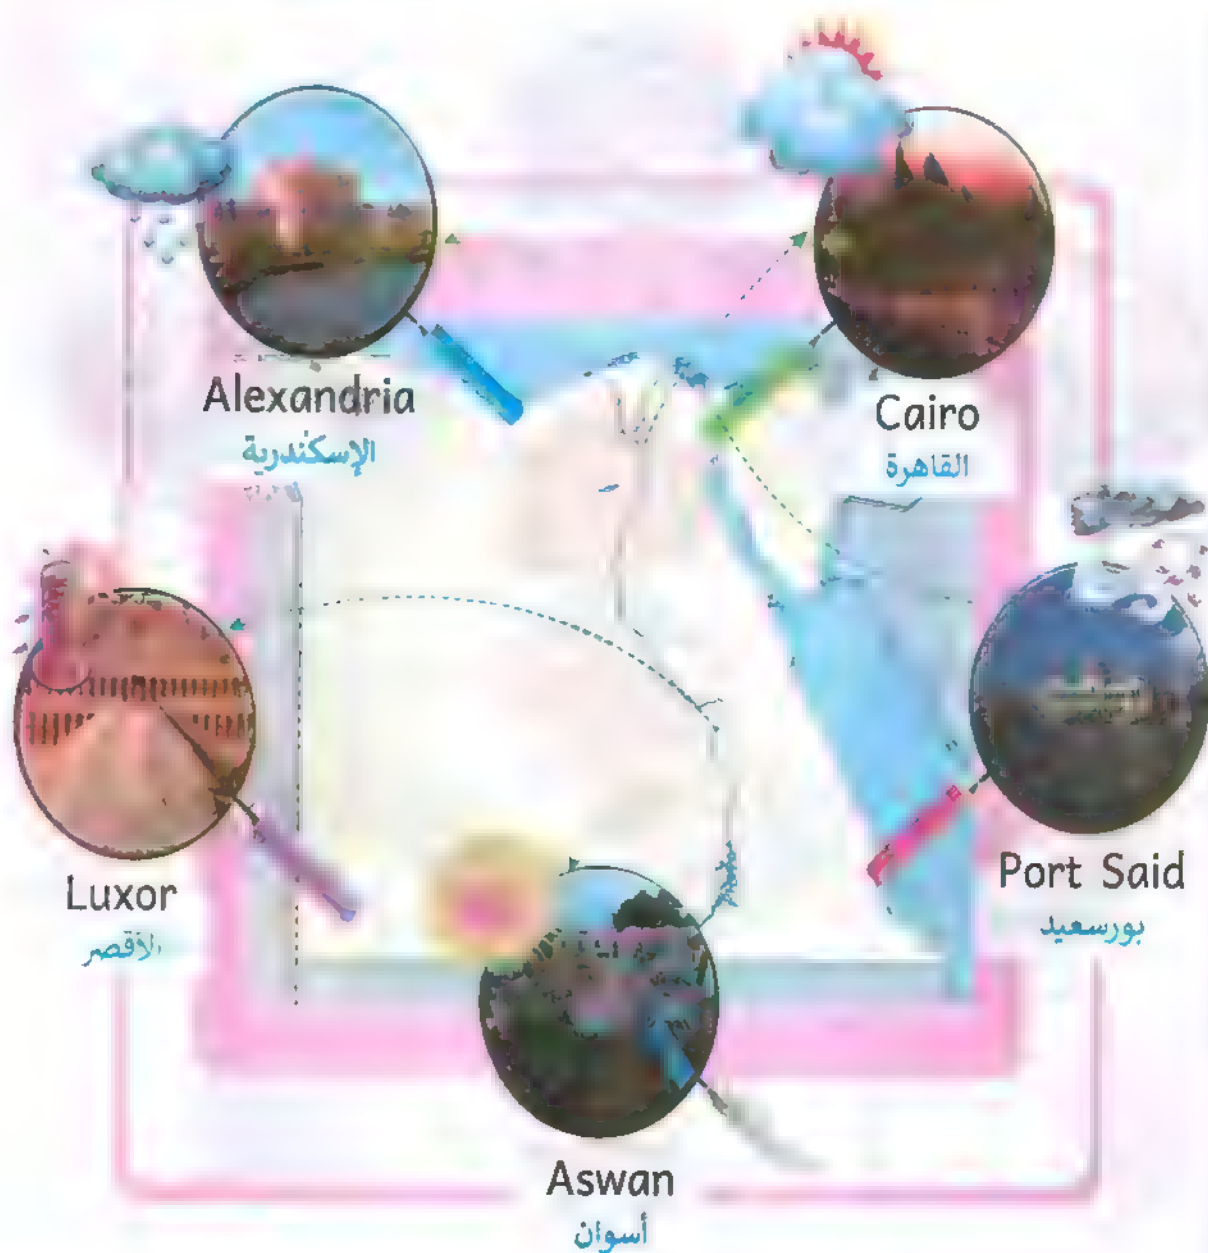 Alexandria
الإسكندرية
Cairo
القاهرة
Luxor
الأقصر
Port Said
بورسعيد
Aswan
أسوان